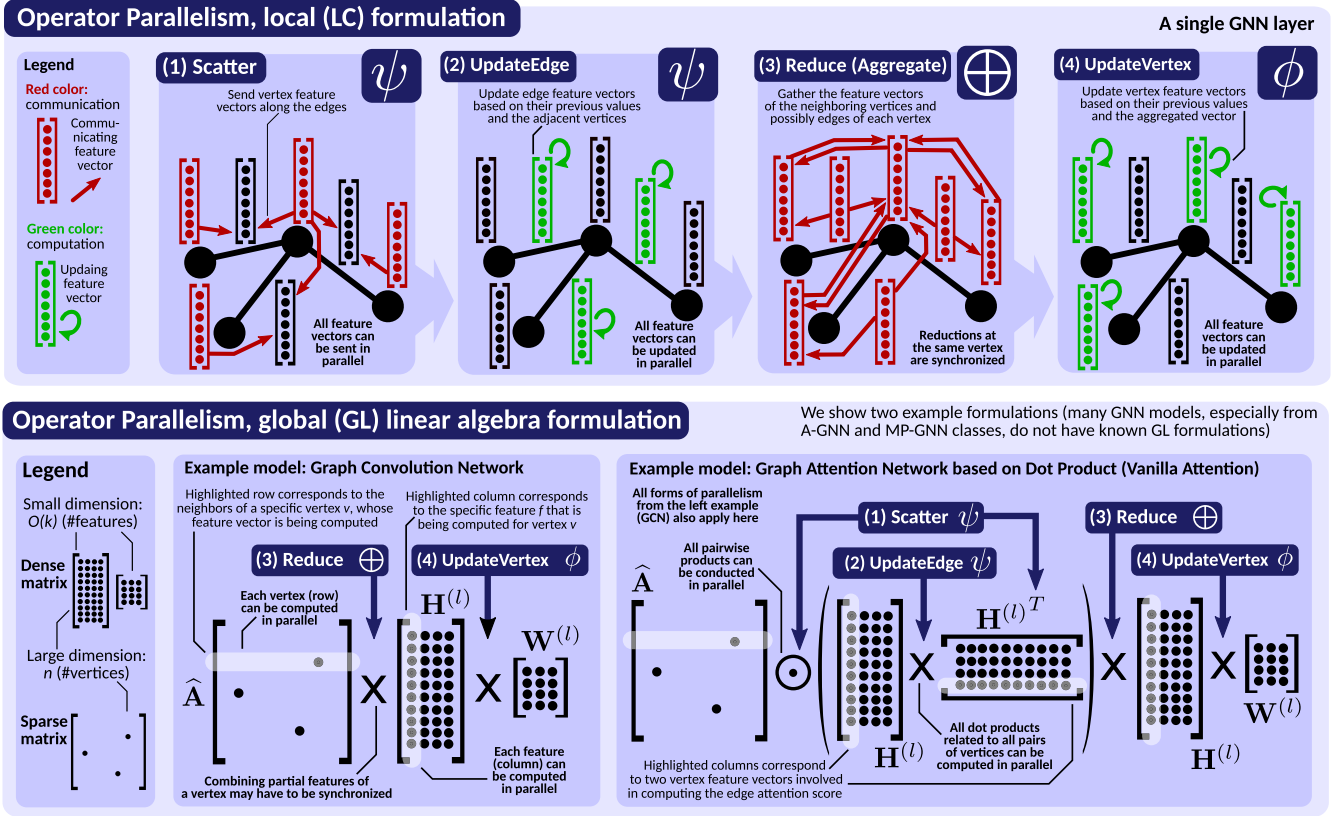 Operator Parallelism, local (LC) formulation
A single GNN layer
Legend
Red color:
communication
Commu-
nicating
feature
vector
Green color:
computation
Updaing
feature
vector
(1) Scatter
ψ
Send vertex feature
vectors along the edges
All feature
vectors can
be sent in
parallel
(2) UpdateEdge
ψ
Update edge feature vectors
based on their previous values
and the adjacent vertices
All feature
vectors can
be updated
in parallel
(3) Reduce (Aggregate)
⊕
Gather the feature vectors
of the neighboring vertices and
possibly edges of each vertex
Reductions at
the same vertex
are synchronized
(4) UpdateVertex
ϕ
Update vertex feature vectors
based on their previous values
and the aggregated vector
All feature
vectors can
be updated
in parallel
Operator Parallelism, global (GL) linear algebra formulation
We show two example formulations (many GNN models, especially from
A-GNN and MP-GNN classes, do not have known GL formulations)
Legend
Small dimension:
O(k) (#features)
Dense
matrix
Large dimension:
n (#vertices)
Sparse
matrix
Example model: Graph Convolution Network
Highlighted row corresponds to the
neighbors of a specific vertex v, whose
feature vector is being computed
Highlighted column corresponds
to the specific feature f that is
being computed for vertex v
(3) Reduce ⊕
(4) UpdateVertex ϕ
Each vertex (row)
can be computed
in parallel
H^(l)
W^(l)
Â
X
X
Combining partial features of
a vertex may have to be synchronized
Each feature
(column) can
be computed
in parallel
Example model: Graph Attention Network based on Dot Product (Vanilla Attention)
All forms of parallelism
from the left example
(GCN) also apply here
(1) Scatter ψ
(3) Reduce ⊕
All pairwise
products can
be conducted
in parallel
(2) UpdateEdge ψ
(4) UpdateVertex ϕ
Â
H^(l)^T
⊙
X
X
X
W^(l)
H^(l)
H^(l)
All dot products
related to all pairs
of vertices can be
computed in parallel
Highlighted columns correspond
to two vertex feature vectors involved
in computing the edge attention score